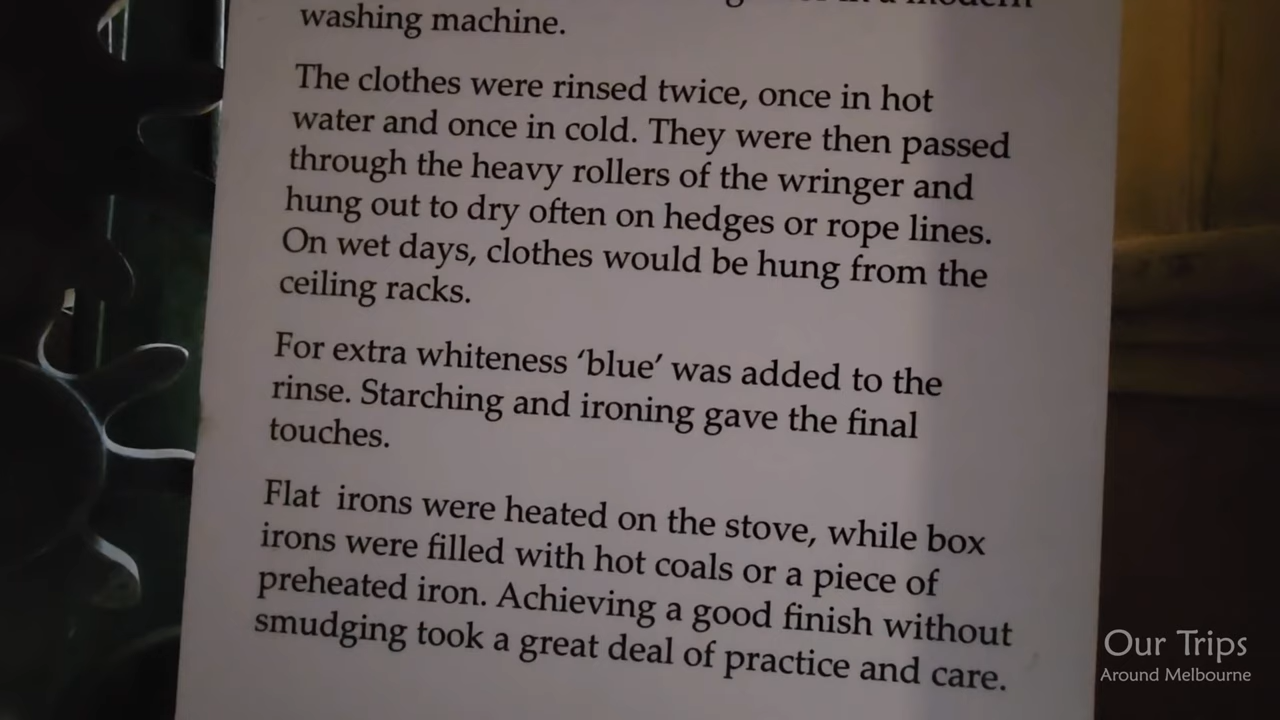 in a modern
washing machine.
The clothes were rinsed twice, once in hot
water and once in cold. They were then passed
through the heavy rollers of the wringer and
hung out to dry often on hedges or rope lines.
On wet days, clothes would be hung from the
ceiling racks.
For extra whiteness ‘blue’ was added to the
rinse. Starching and ironing gave the final
touches.
Flat irons were heated on the stove, while box
irons were filled with hot coals or a piece of
preheated iron. Achieving a good finish without
smudging took a great deal of practice and care.
Our Trips
Around Melbourne